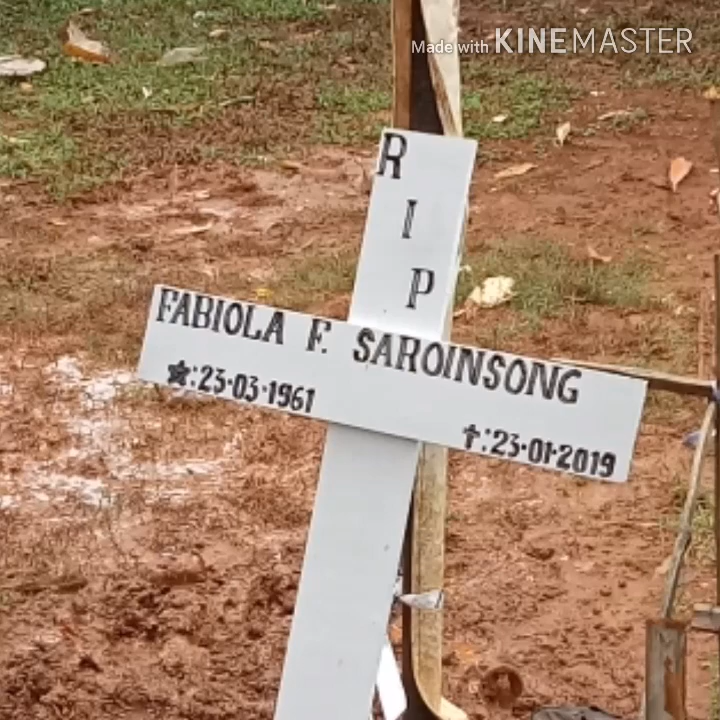 Made with KINEMASTER
R
I
P
FABIOLA F. SAROINSONG
★:23·03·1961
✝:23·01·2019